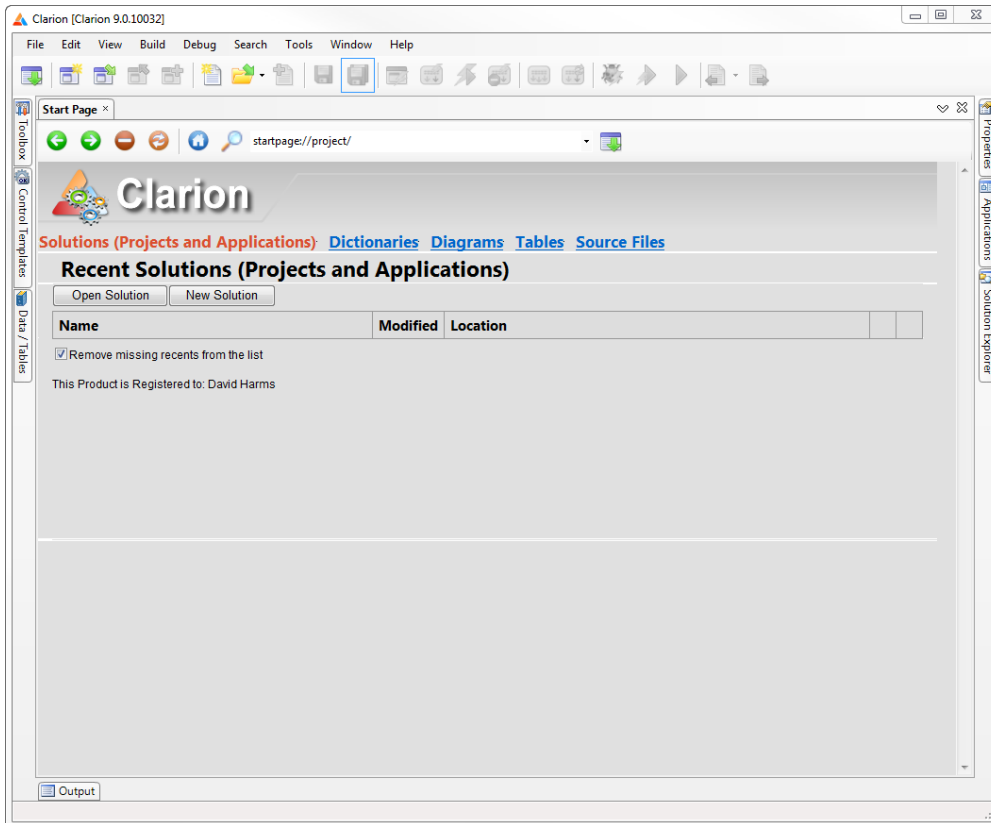 Clarion [Clarion 9.0.10032]
File Edit View Build Debug Search Tools Window Help
Start Page
startpage://project/
Toolbox
Control Templates
Data / Tables
Clarion
Solutions (Projects and Applications) Dictionaries Diagrams Tables Source Files
Recent Solutions (Projects and Applications)
Open Solution New Solution
Name Modified Location
Remove missing recents from the list
This Product is Registered to: David Harms
Properties
Applications
Solution Explorer
Output